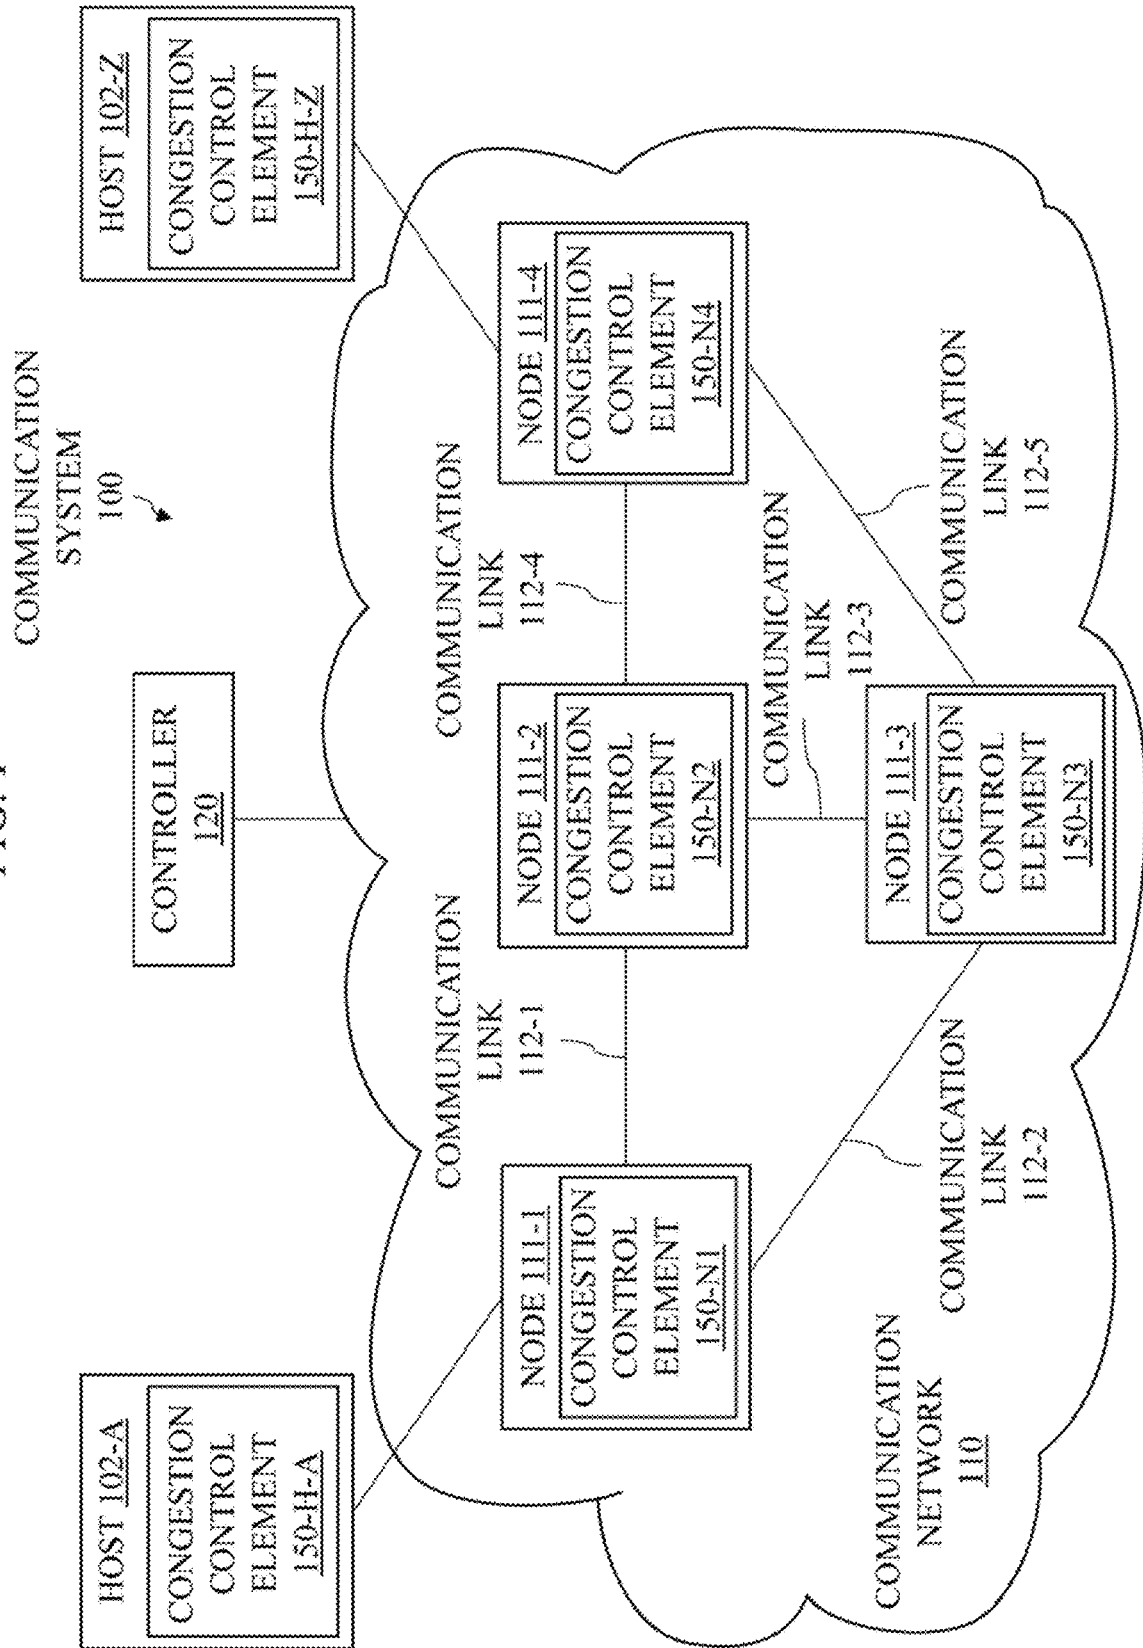 FIG. 1
COMMUNICATION
SYSTEM
100
HOST 102-A
CONGESTION
CONTROL
ELEMENT
150-H-A
CONTROLLER
120
HOST 102-Z
CONGESTION
CONTROL
ELEMENT
150-H-Z
COMMUNICATION
LINK
112-1
COMMUNICATION
LINK
112-4
NODE 111-1
CONGESTION
CONTROL
ELEMENT
150-N1
NODE 111-2
CONGESTION
CONTROL
ELEMENT
150-N2
NODE 111-4
CONGESTION
CONTROL
ELEMENT
150-N4
COMMUNICATION
LINK
112-3
COMMUNICATION
NETWORK
110
COMMUNICATION
LINK
112-2
NODE 111-3
CONGESTION
CONTROL
ELEMENT
150-N3
COMMUNICATION
LINK
112-5